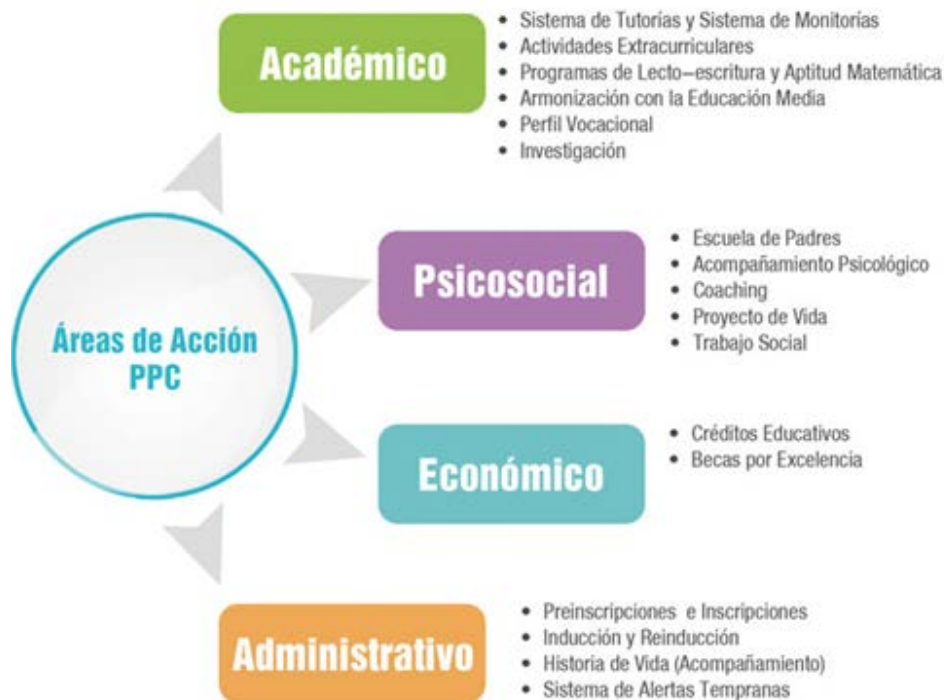 Académico
• Sistema de Tutorías y Sistema de Monitorías
• Actividades Extracurriculares
• Programas de Lecto–escritura y Aptitud Matemática
• Armonización con la Educación Media
• Perfil Vocacional
• Investigación
Áreas de Acción
PPC
Psicosocial
• Escuela de Padres
• Acompañamiento Psicológico
• Coaching
• Proyecto de Vida
• Trabajo Social
Económico
• Créditos Educativos
• Becas por Excelencia
Administrativo
• Preinscripciones e Inscripciones
• Inducción y Reinducción
• Historia de Vida (Acompañamiento)
• Sistema de Alertas Tempranas